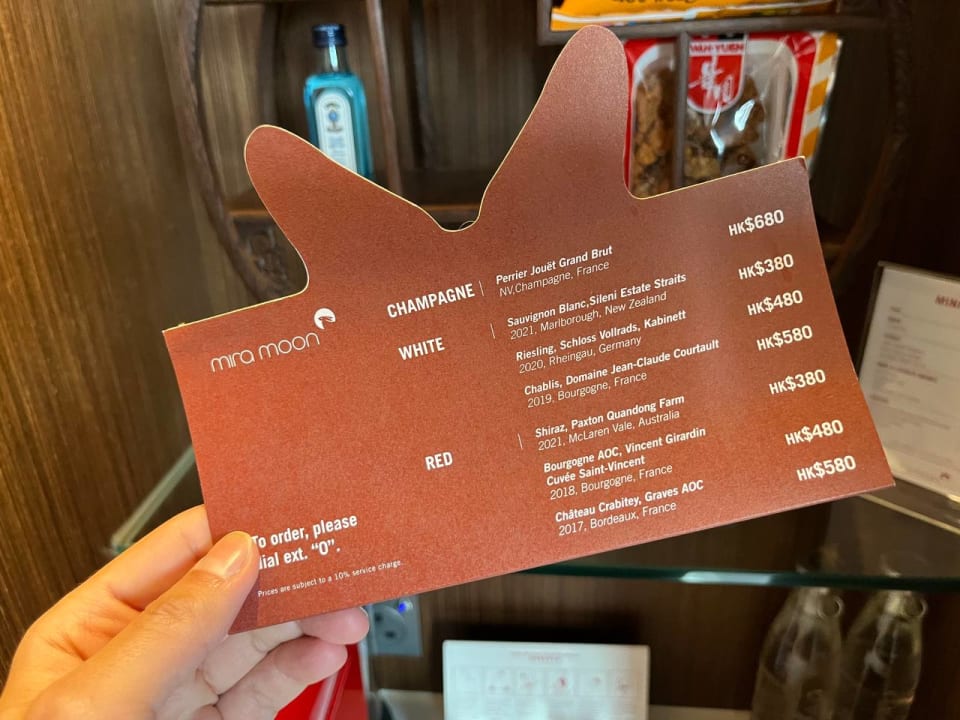 WAN YUEN
mira moon
CHAMPAGNE
Perrier Jouët Grand Brut
NV,Champagne, France
HK$680
WHITE
Sauvignon Blanc,Sileni Estate Straits
2021, Marlborough, New Zealand
HK$380
Riesling, Schloss Vollrads, Kabinett
2020, Rheingau, Germany
HK$480
Chablis, Domaine Jean-Claude Courtault
2019, Bourgogne, France
HK$580
RED
Shiraz, Paxton Quandong Farm
2021, McLaren Vale, Australia
HK$380
Bourgogne AOC, Vincent Girardin
Cuvée Saint-Vincent
2018, Bourgogne, France
HK$480
Château Crabitey, Graves AOC
2017, Bordeaux, France
HK$580
To order, please
dial ext. “0”.
Prices are subject to a 10% service charge.